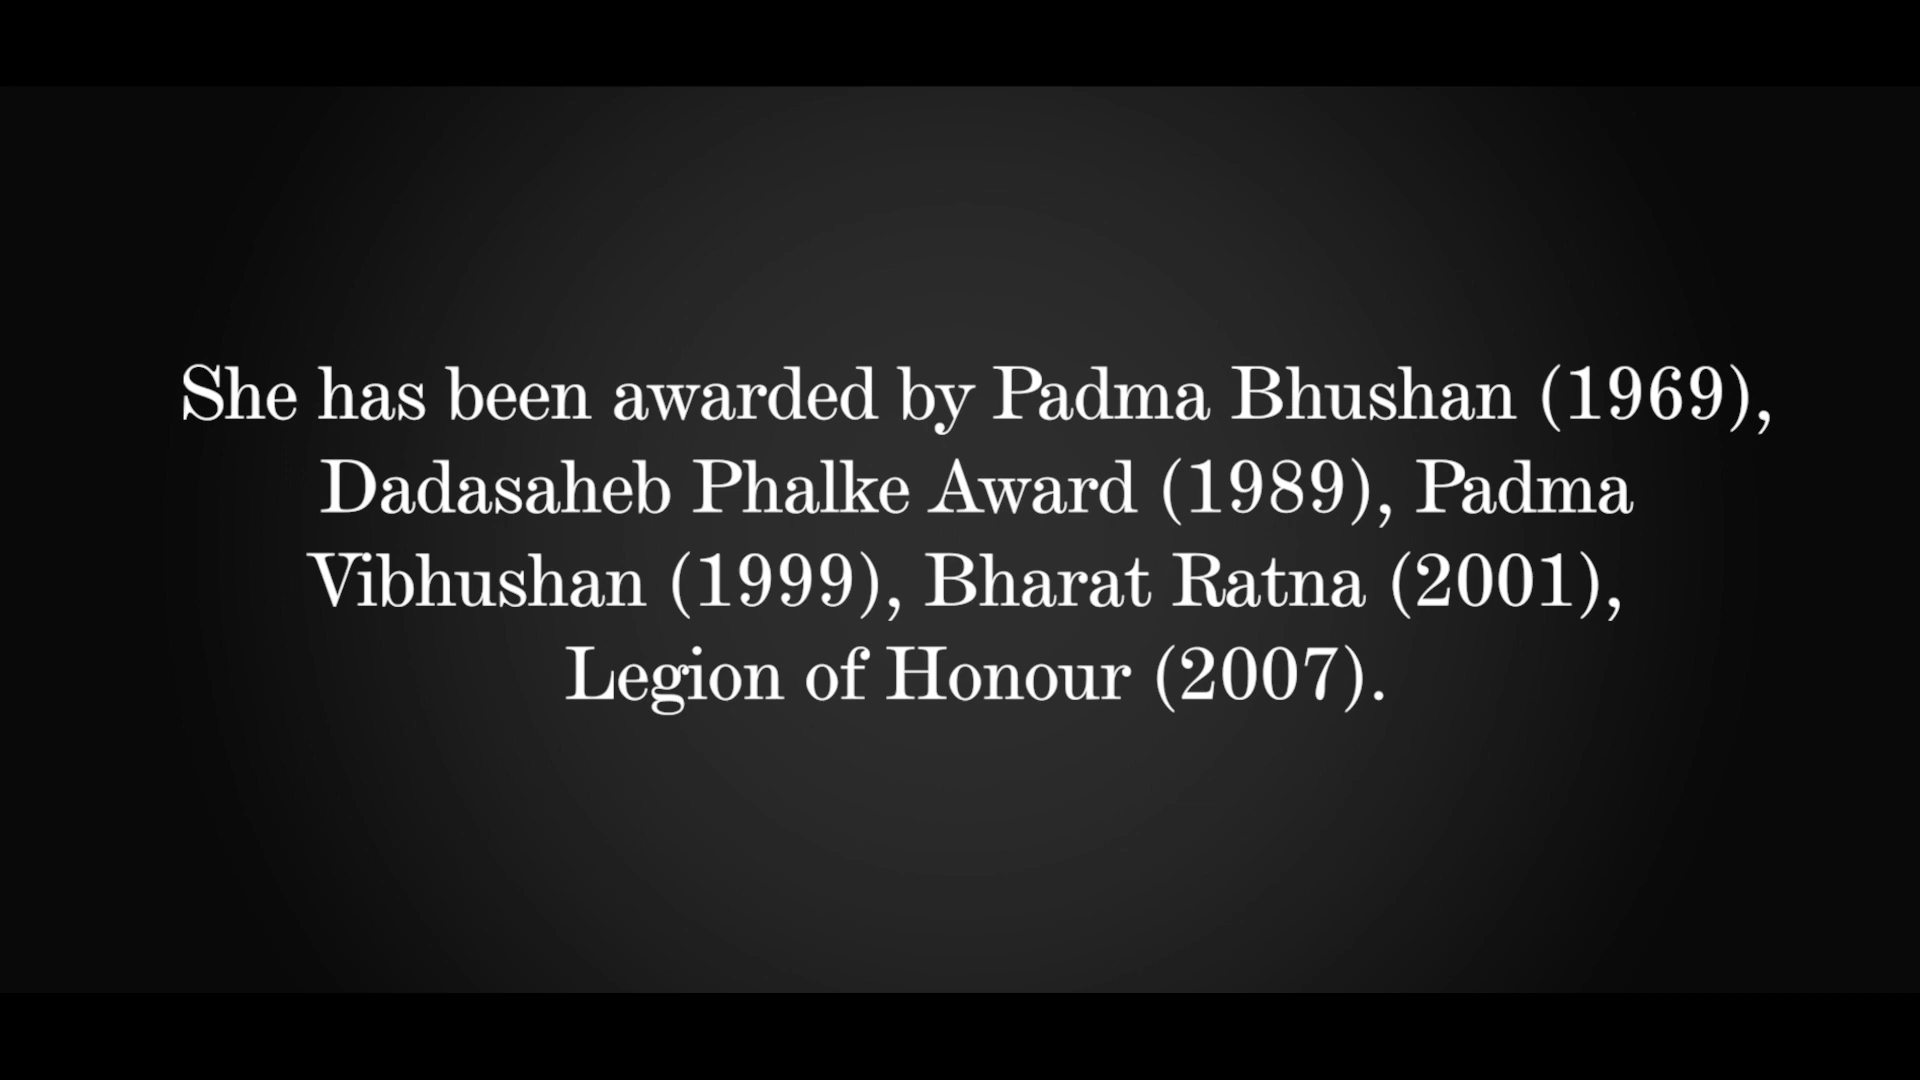 She has been awarded by Padma Bhushan (1969),
Dadasaheb Phalke Award (1989), Padma
Vibhushan (1999), Bharat Ratna (2001),
Legion of Honour (2007).